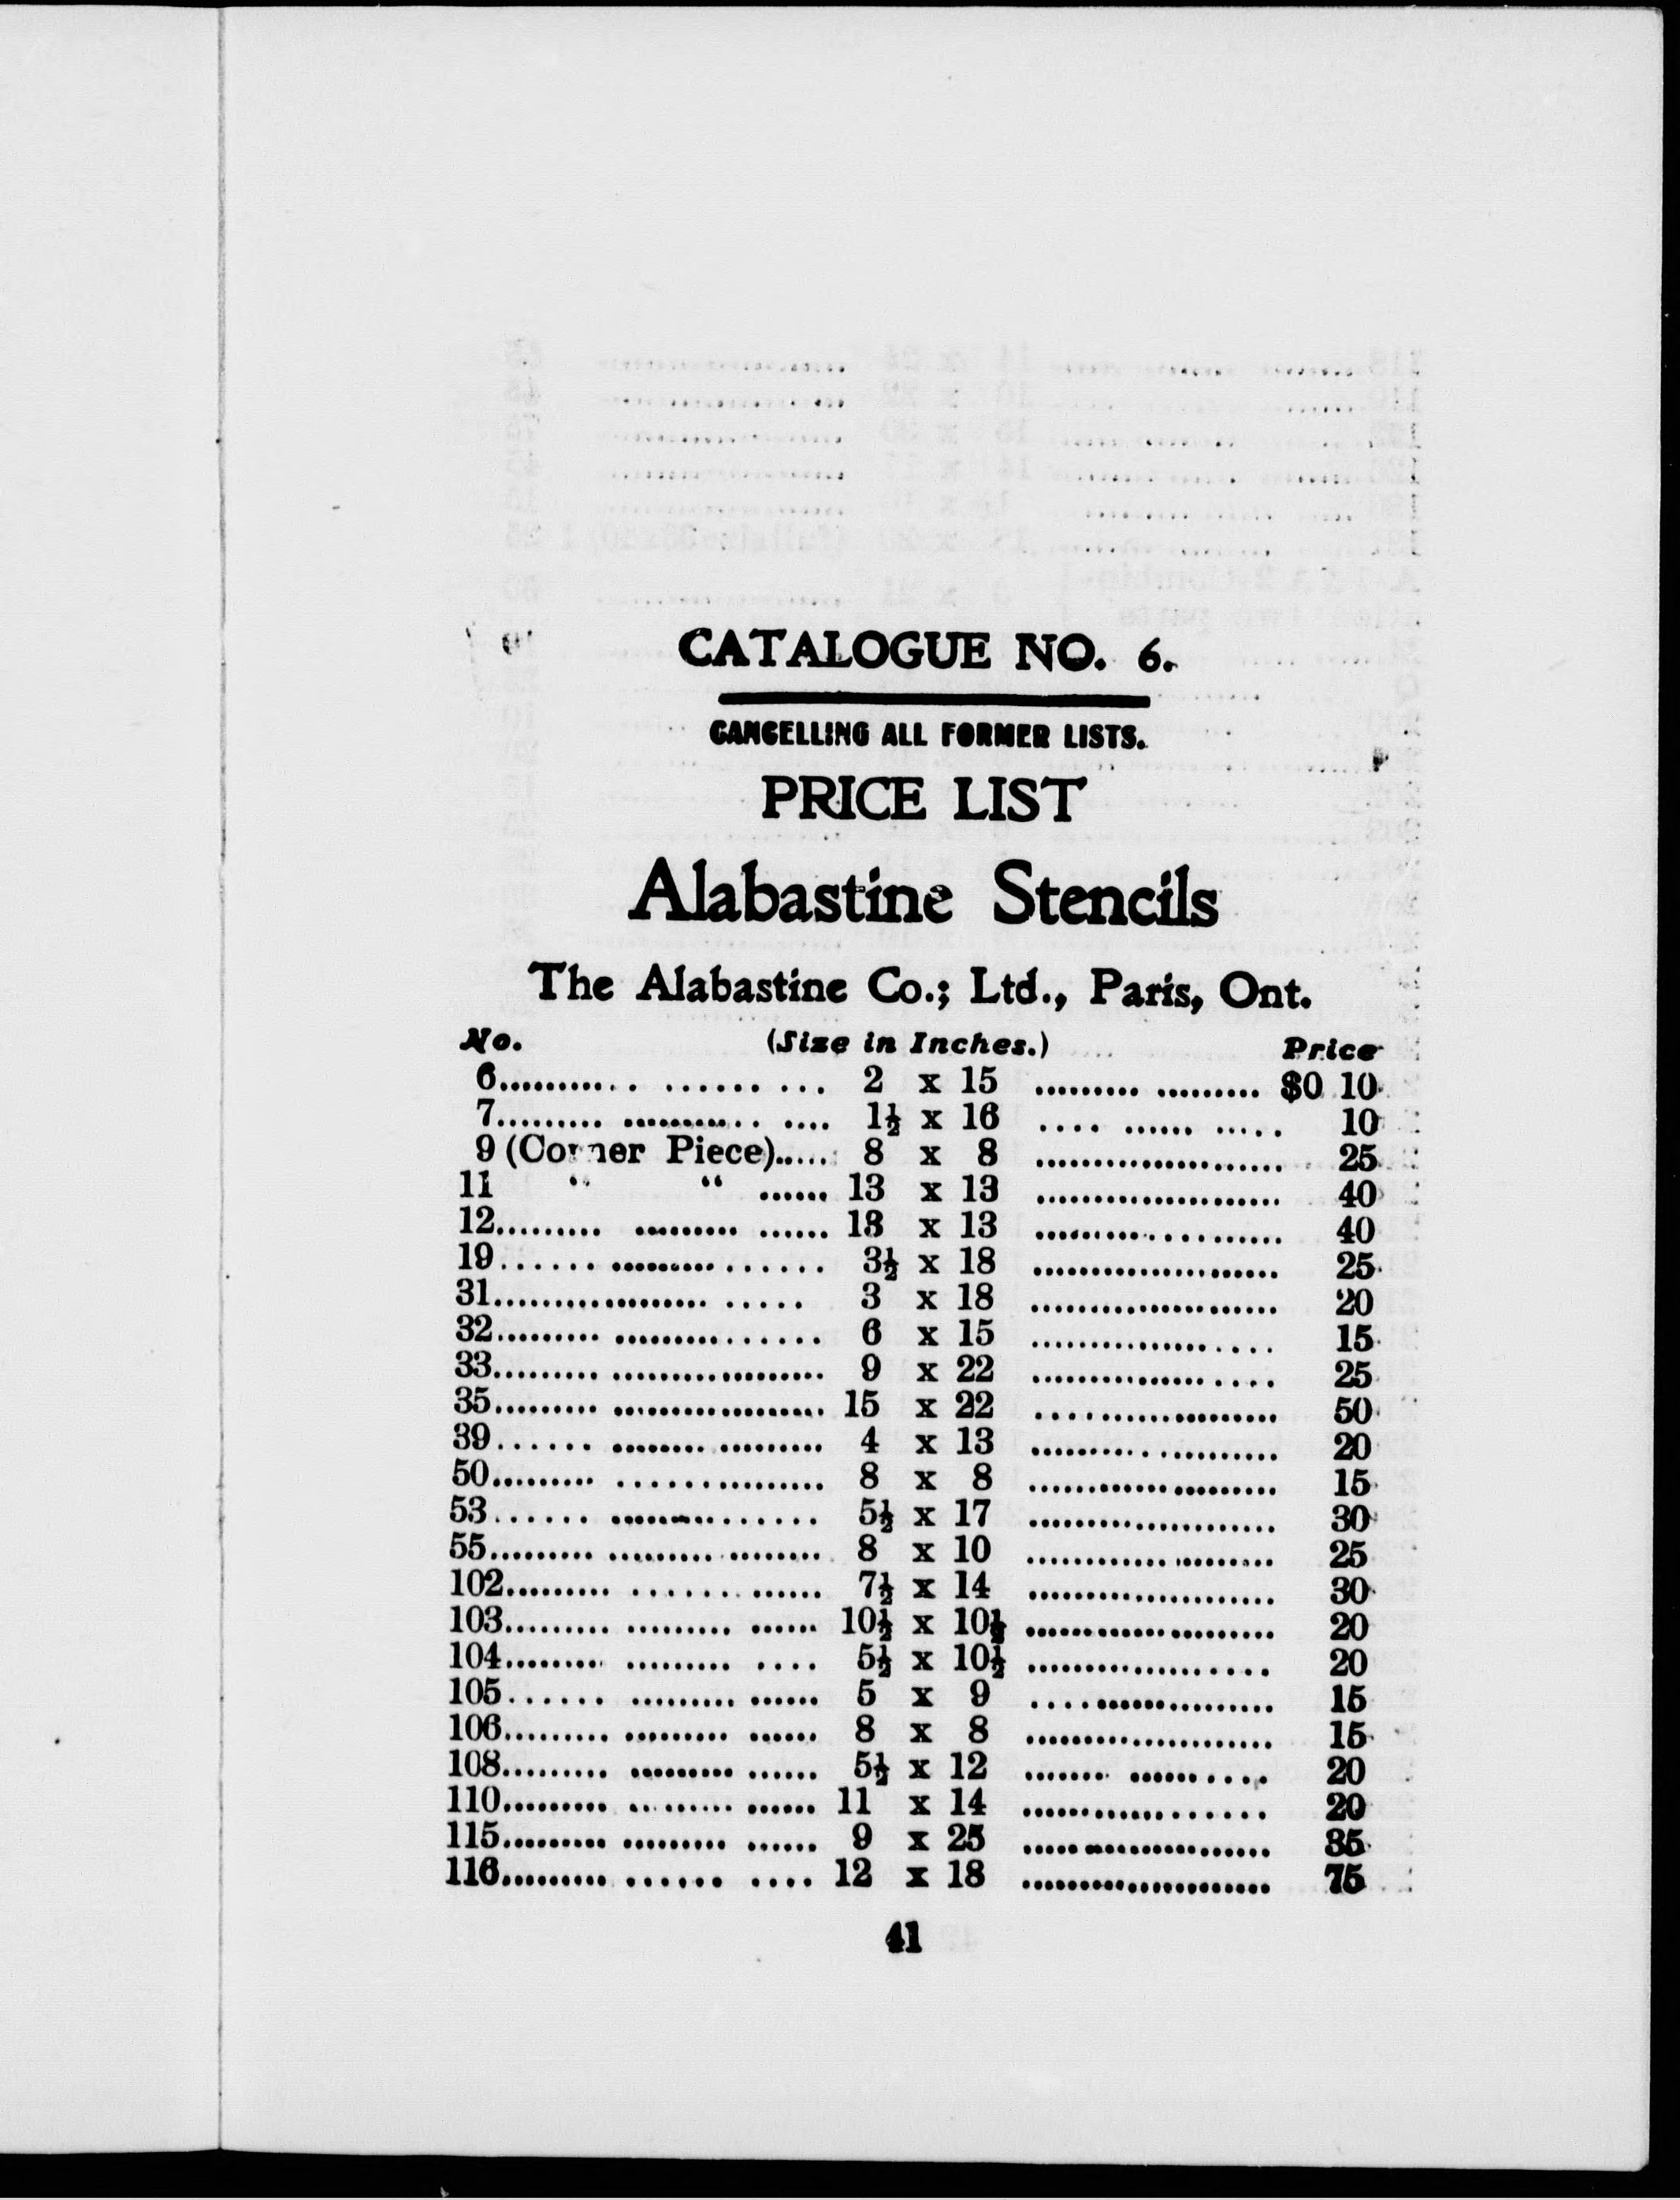 CATALOGUE NO. 6.
CANCELLING ALL FORMER LISTS.
PRICE LIST
Alabastine Stencils
The Alabastine Co.; Ltd., Paris, Ont.
No. (Size in Inches.) Price
6.................... 2 x 15 .................. $0 10
7.................... 1½ x 16 ............... 10
9 (Corner Piece)..... 8 x 8 ...................... 25
11 “ “ ...... 13 x 13 ...................... 40
12......... ......... ...... 13 x 13 ...................... 40
19...... ......... ...... 3½ x 18 ...................... 25
31.................. ..... 3 x 18 ...................... 20
32......... ......... ...... 6 x 15 .................... 15
33......... ................... 9 x 22 .................... 25
35......... ................... 15 x 22 ...................... 50
39...... ........ ......... 4 x 13 ...................... 20
50......... ................ 8 x 8 ...................... 15
53...... ......... ...... 5½ x 17 ...................... 30
55......... ......... ........ 8 x 10 ...................... 25
102......... ....... ...... 7½ x 14 ...................... 30
103......... ......... ...... 10½ x 10½ ...................... 20
104......... ......... .... 5½ x 10½ .................... 20
105...... ......... ...... 5 x 9 ...................... 15
106......... ......... ...... 8 x 8 ...................... 15
108......... ......... ...... 5½ x 12 ....... .......... 20
110......... ......... ...... 11 x 14 .................. 20
115......... ......... ...... 9 x 25 ...................... 35
116......... ...... .... 12 x 18 ...................... 75
41